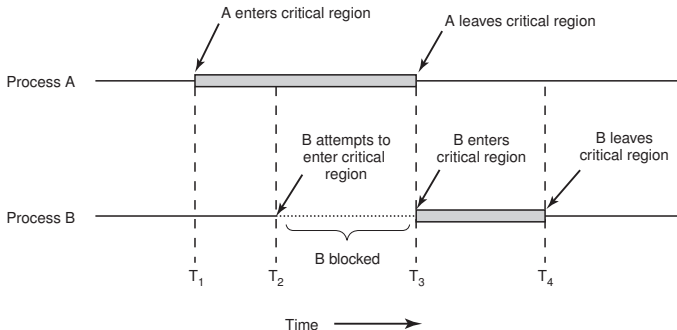 A enters critical region
A leaves critical region
Process A
B attempts to
enter critical
region
B enters
critical region
B leaves
critical region
Process B
B blocked
T1
T2
T3
T4
Time